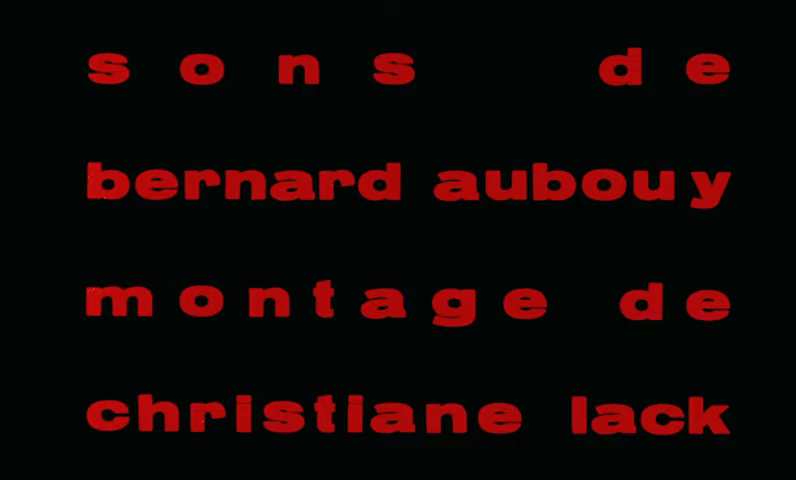 sons de
bernard aubouy
montage de
christiane lack